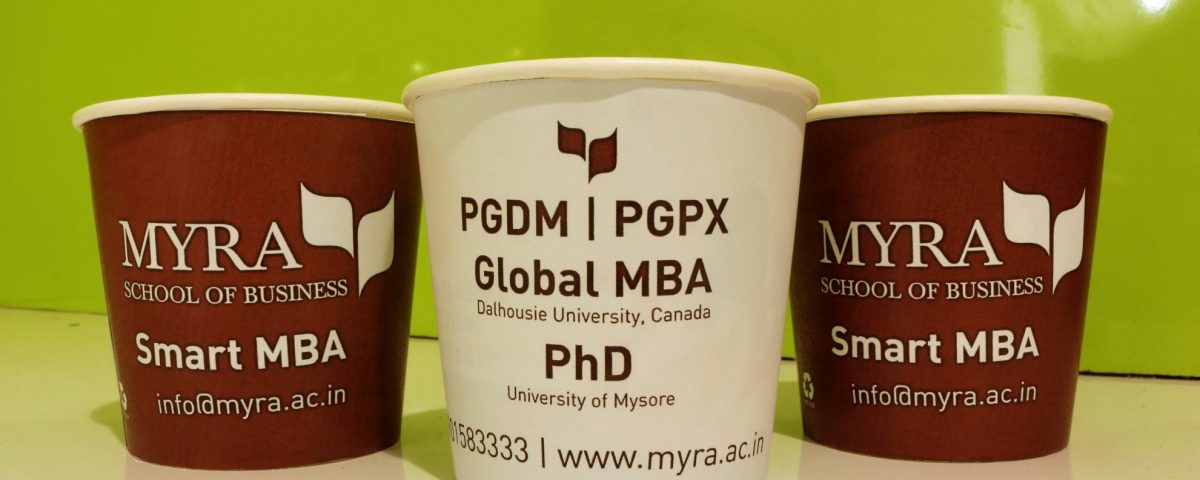 MYRA
SCHOOL OF BUSINESS
Smart MBA
info@myra.ac.in
PGDM | PGPX
Global MBA
Dalhousie University, Canada
PhD
University of Mysore
01583333 | www.myra.ac.in
MYRA
SCHOOL OF BUSINESS
Smart MBA
info@myra.ac.in